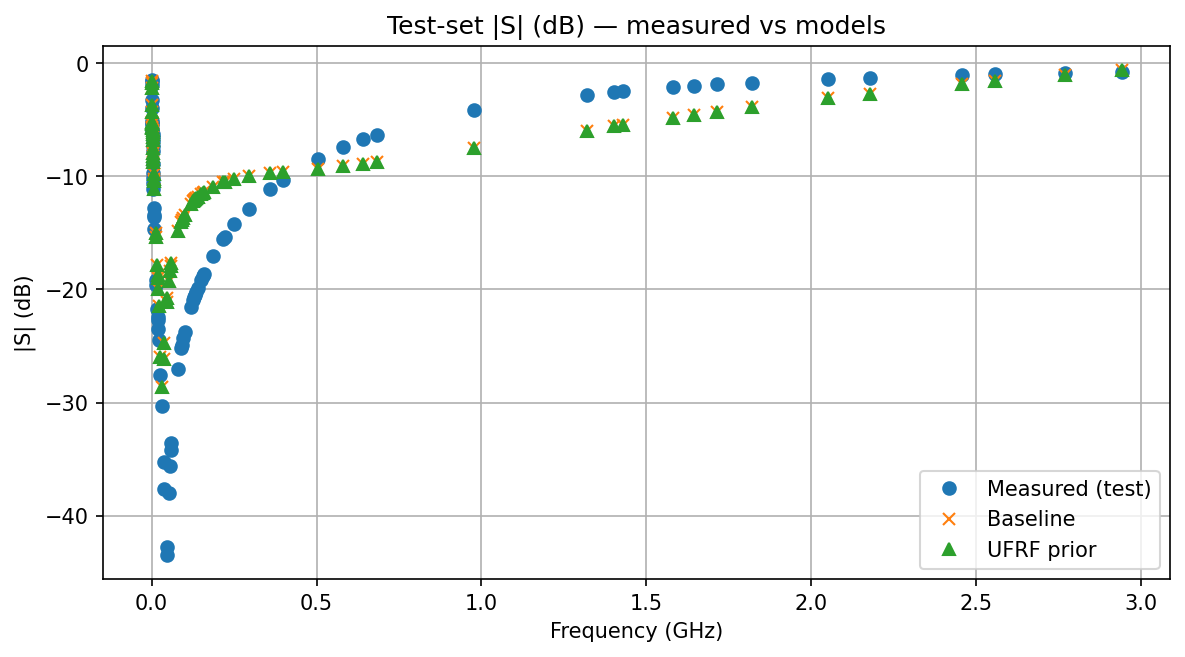 Test-set |S| (dB) — measured vs models
0
−10
−20
−30
−40
|S| (dB)
Measured (test)
Baseline
UFRF prior
0.0 0.5 1.0 1.5 2.0 2.5 3.0
Frequency (GHz)